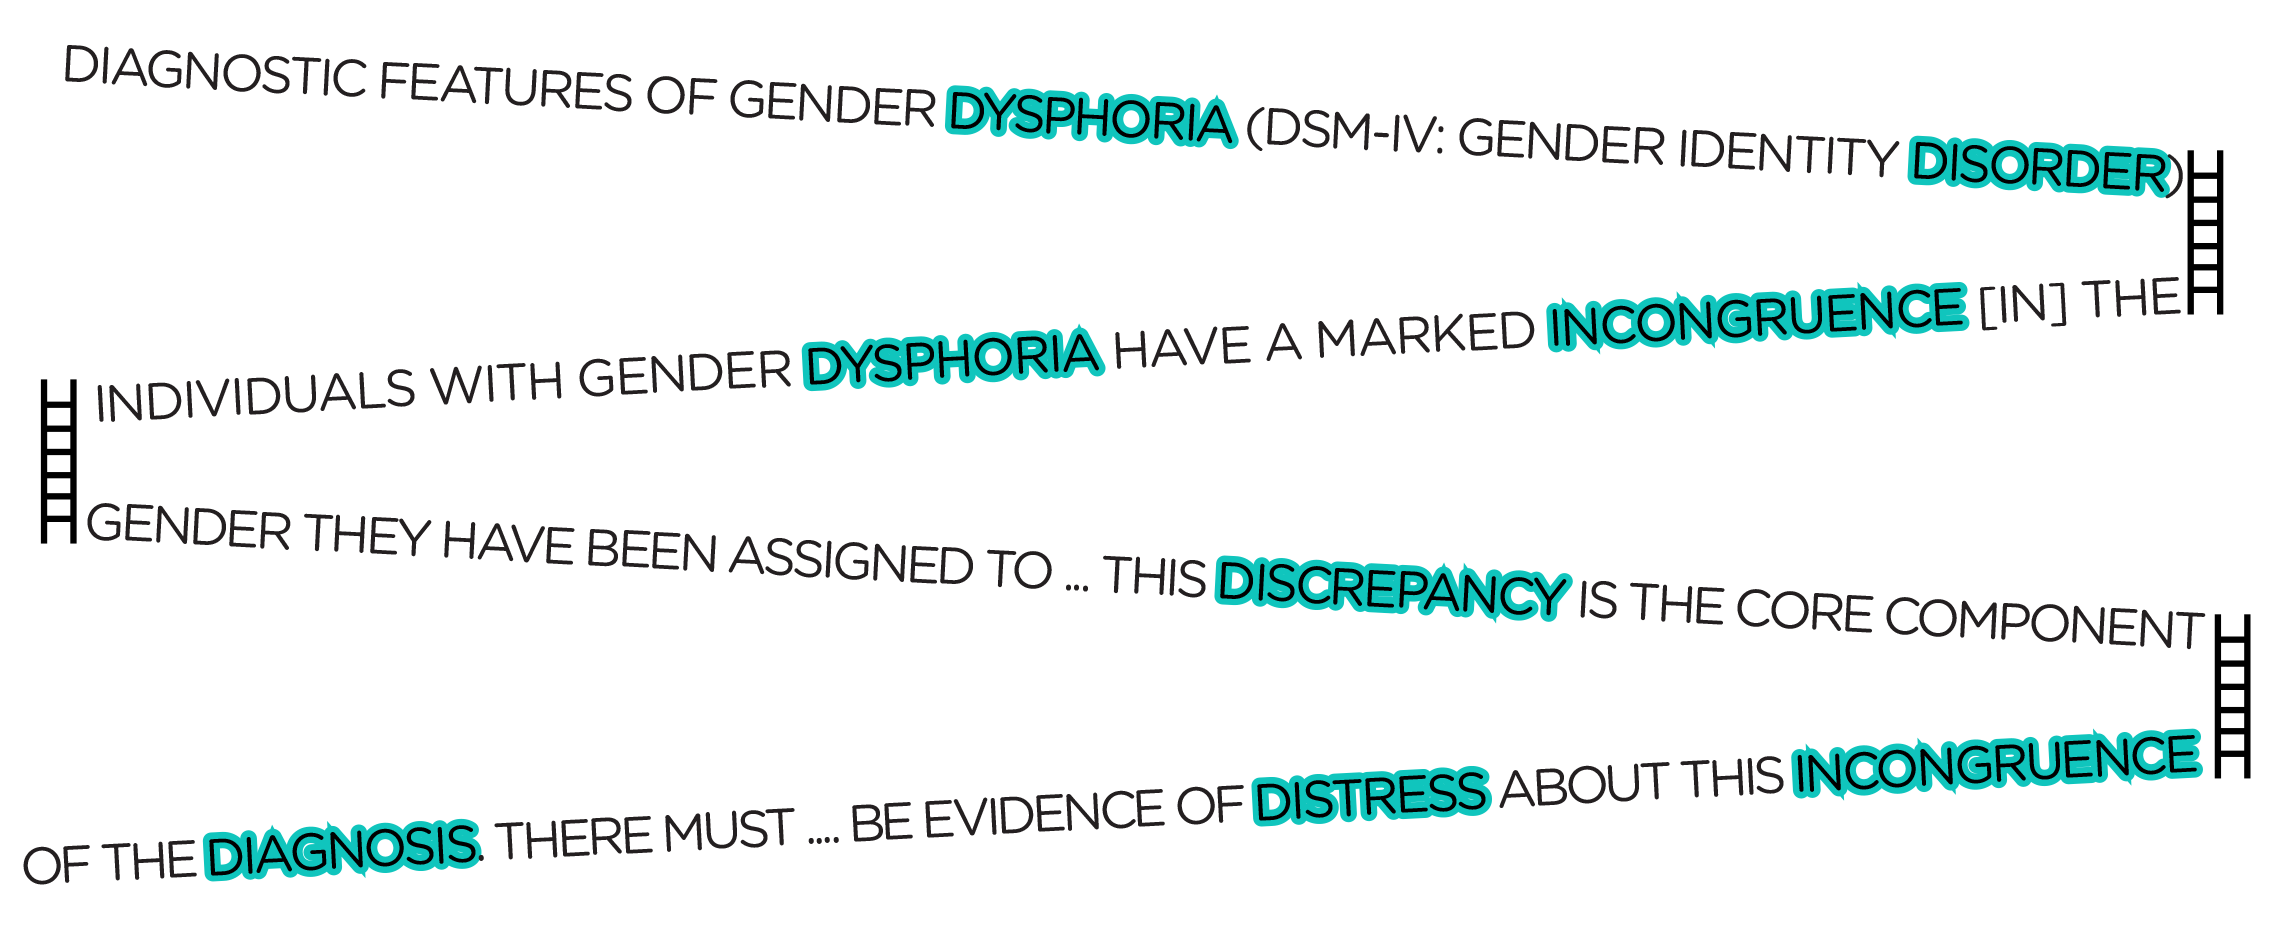 DIAGNOSTIC FEATURES OF GENDER DYSPHORIA (DSM-IV: GENDER IDENTITY DISORDER)
INDIVIDUALS WITH GENDER DYSPHORIA HAVE A MARKED INCONGRUENCE [IN] THE
GENDER THEY HAVE BEEN ASSIGNED TO ... THIS DISCREPANCY IS THE CORE COMPONENT
OF THE DIAGNOSIS. THERE MUST .... BE EVIDENCE OF DISTRESS ABOUT THIS INCONGRUENCE